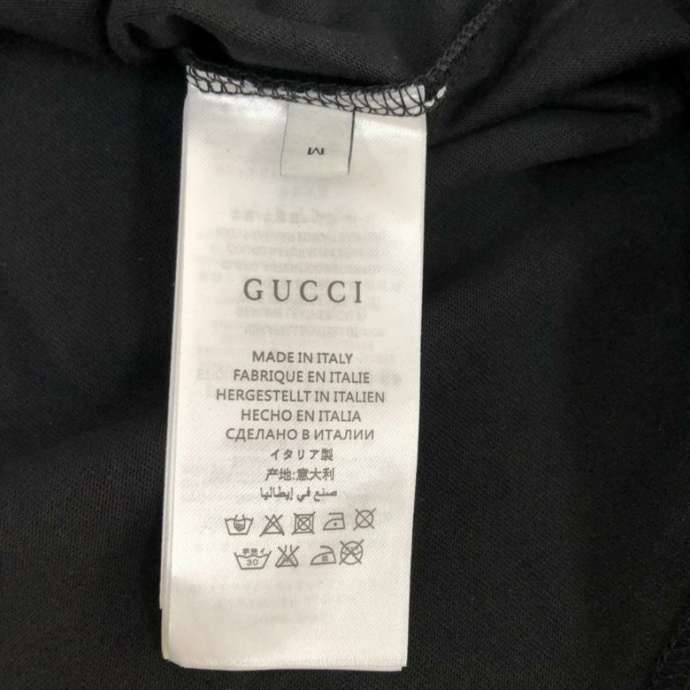 M
GUCCI
MADE IN ITALY
FABRIQUE EN ITALIE
HERGESTELLT IN ITALIEN
HECHO EN ITALIA
СДЕЛАНО В ИТАЛИИ
イタリア製
产地:意大利
صنع في إيطاليا
30